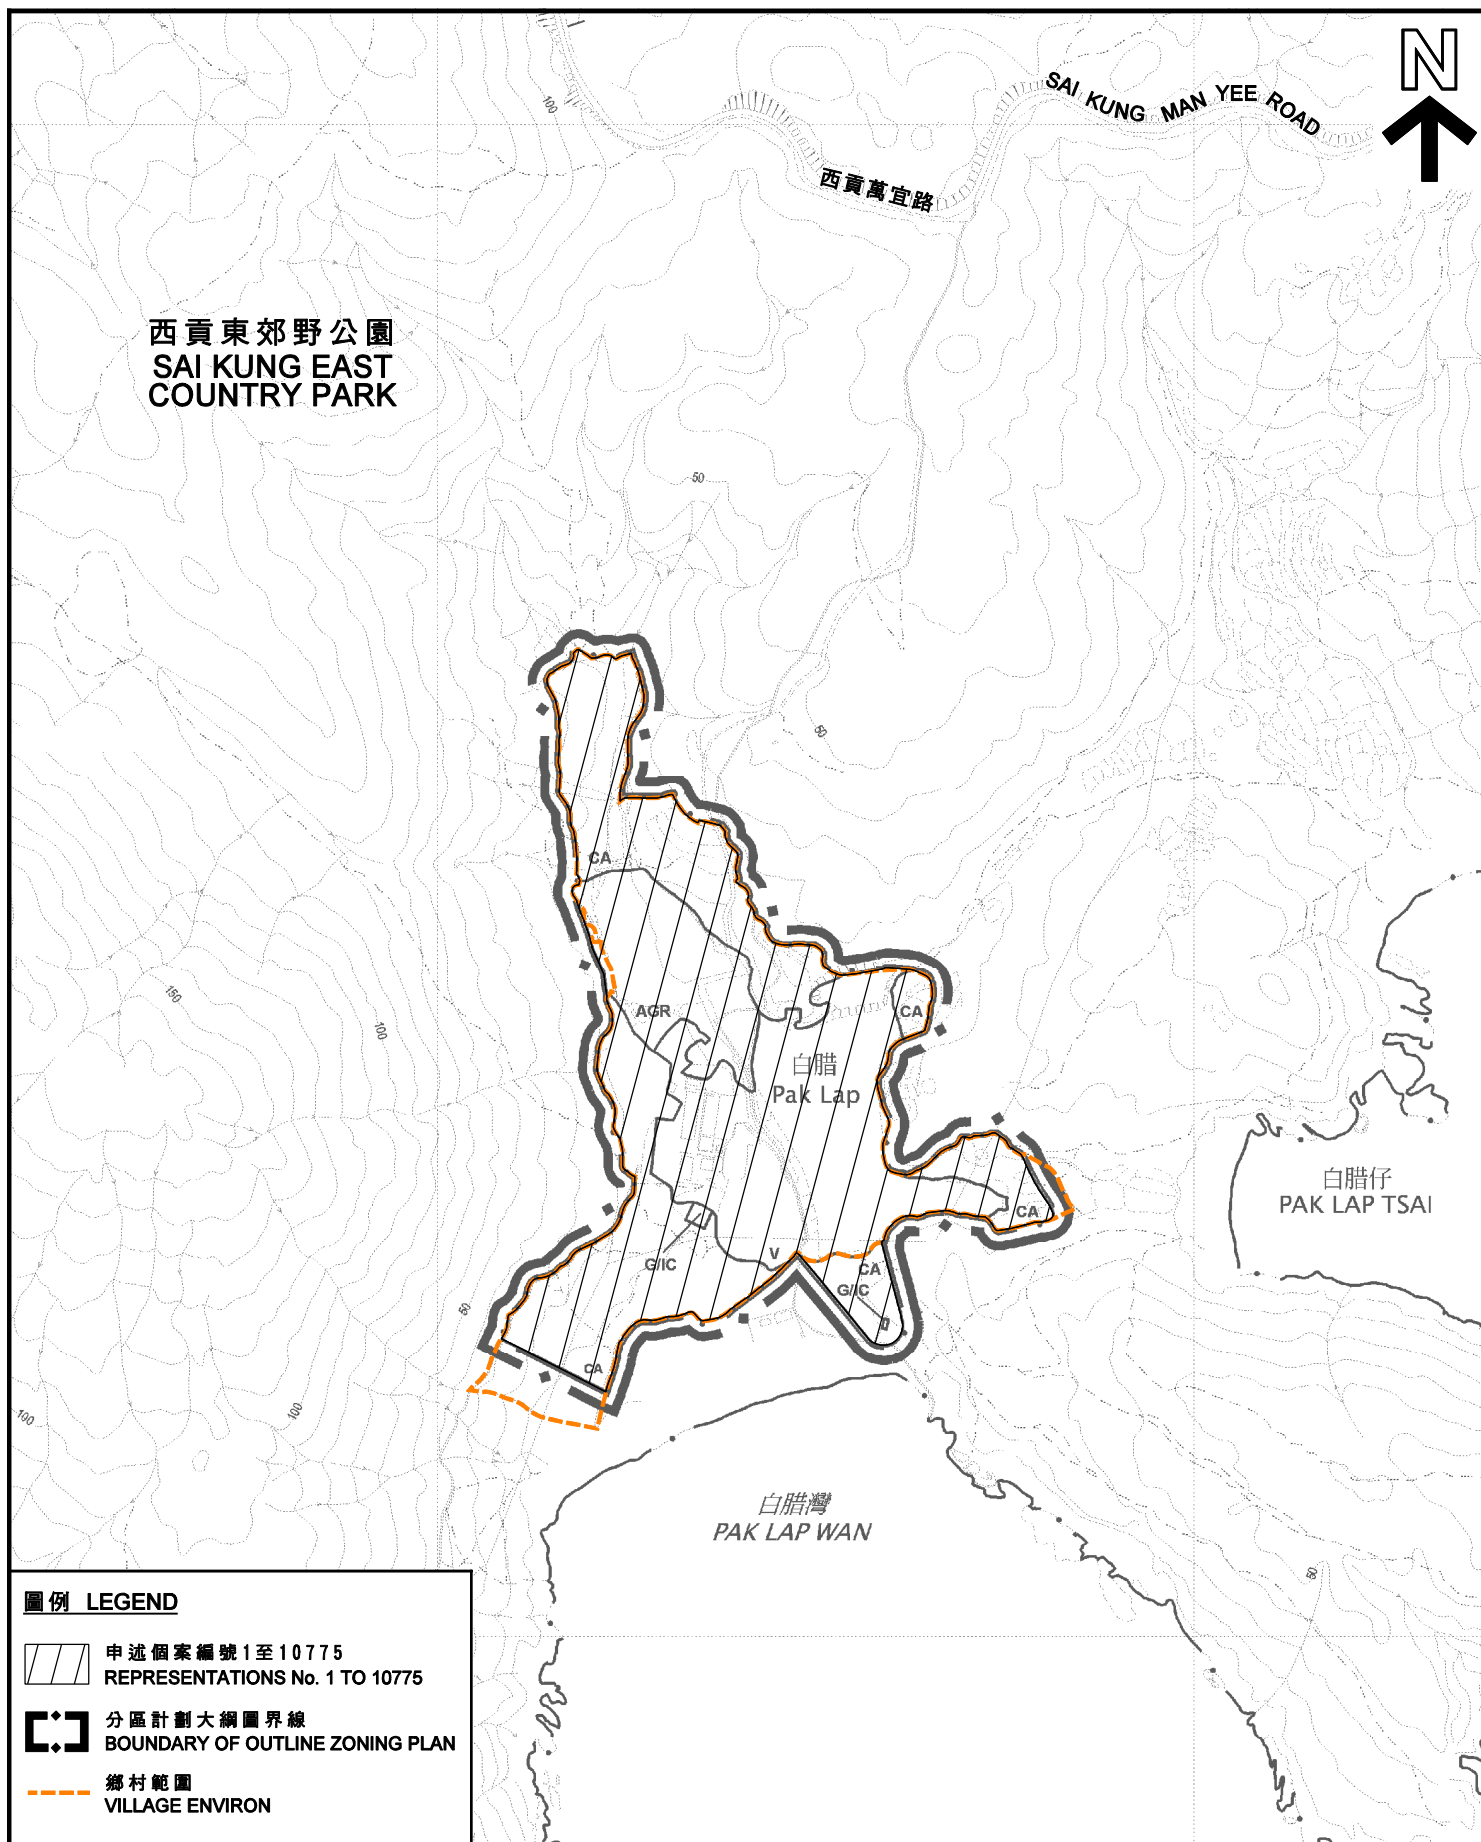 N
SAI KUNG MAN YEE ROAD
西貢萬宜路
100
西貢東郊野公園
SAI KUNG EAST
COUNTRY PARK
50
50
CA
150
100
AGR
CA
白腊
Pak Lap
白腊仔
PAK LAP TSAI
CA
V
G/IC
CA
G/IC
50
CA
100
100
白腊灣
PAK LAP WAN
50
圖例 LEGEND
申述個案編號1至10775
REPRESENTATIONS No. 1 TO 10775
分區計劃大綱圖界線
BOUNDARY OF OUTLINE ZONING PLAN
鄉村範圍
VILLAGE ENVIRON